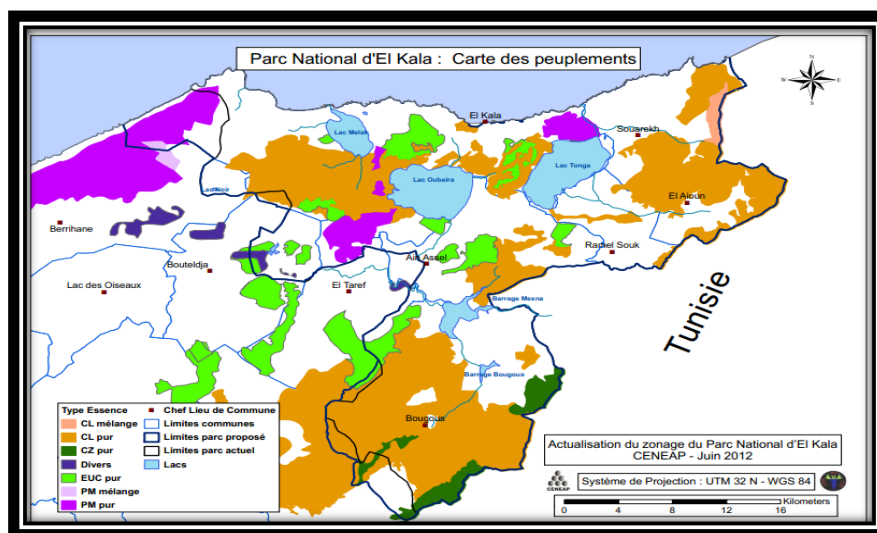 Parc National d'El Kala : Carte des peuplements
N
W
E
S
El Kala
Lac Melah
Souarekh
Lac Tonga
Lac Oubeira
Lac Noir
El Aioun
Berrihane
Ramel Souk
Bouteldja
Ain Assel
Lac des Oiseaux
El Taref
Barrage Mexna
Tunisie
Barrage Bougous
Bougous
Type Essence
CL mélange
CL pur
CZ pur
Divers
EUC pur
PM mélange
PM pur
Chef Lieu de Commune
Limites communes
Limites parc proposé
Limites parc actuel
Lacs
Actualisation du zonage du Parc National d'El Kala
CENEAP - Juin 2012
CENEAP
Système de Projection : UTM 32 N - WGS 84
Kilometers
0 4 8 12 16